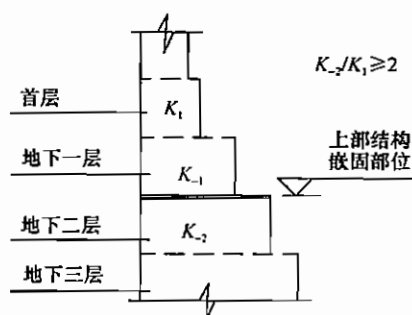 K₋₂/K₁≥2
首层
K₁
上部结构
嵌固部位
地下一层
K₋₁
地下二层
K₋₂
地下三层